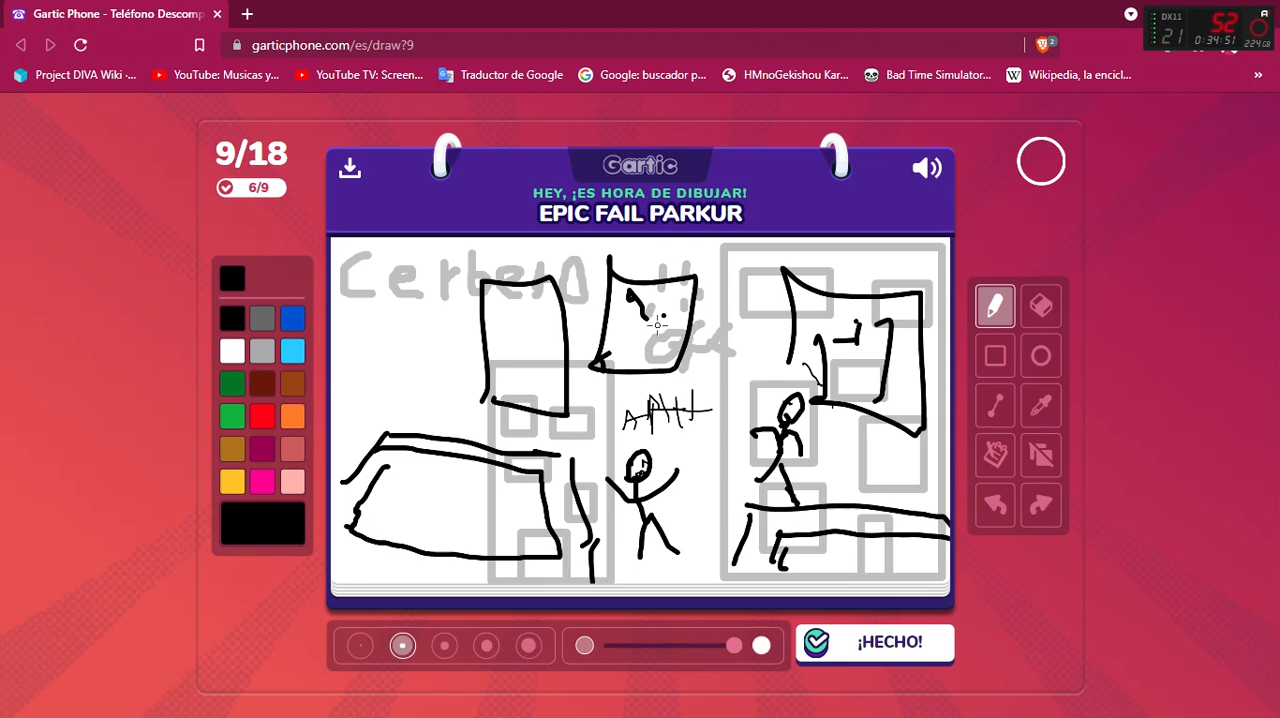 Gartic Phone - Teléfono Descomp
DX11
52
21
0:34:51
224GB
garticphone.com/es/draw?9
2
Project DIVA Wiki -...
YouTube: Musicas y...
YouTube TV: Screen...
Traductor de Google
Google: buscador p...
HMnoGekishou Kar...
Bad Time Simulator...
Wikipedia, la encicl...
»
9/18
6/9
Gartic
HEY, ¡ES HORA DE DIBUJAR!
EPIC FAIL PARKUR
¡HECHO!